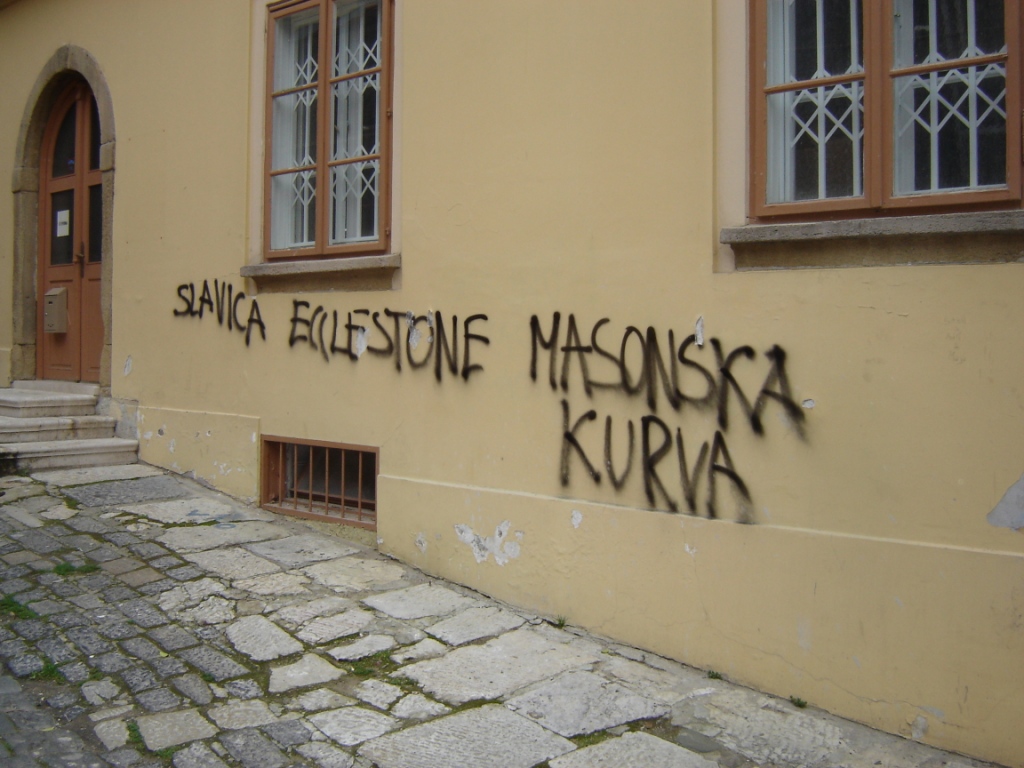 SLAVICA ECCLESTONE MASONSKA
KURVA